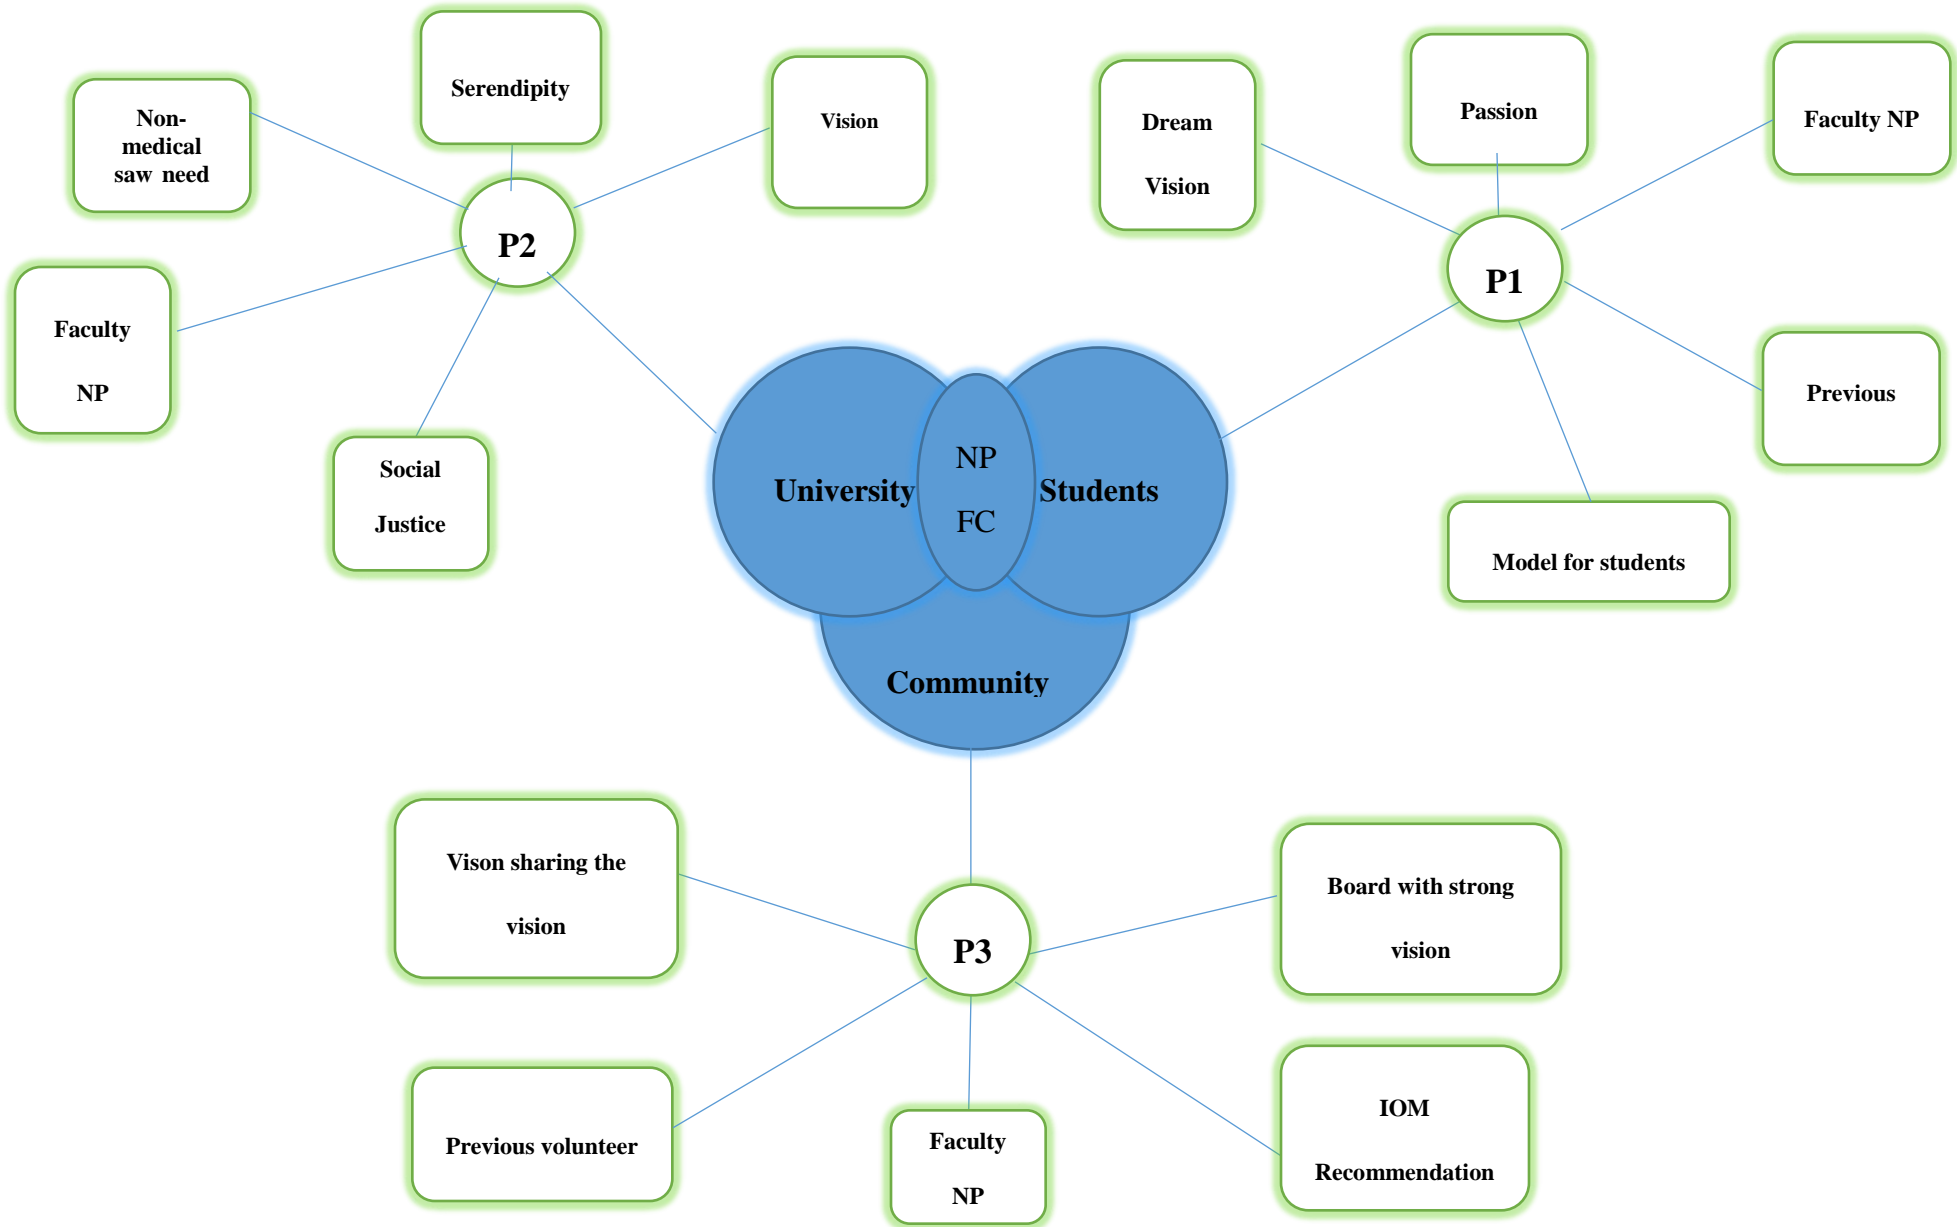 Serendipity
Non-
medical
saw need
Vision
P2
Faculty
NP
Social
Justice
Dream
Vision
Passion
Faculty NP
P1
Previous
Model for students
University
NP
FC
Students
Community
Vison sharing the
vision
Board with strong
vision
P3
Previous volunteer
Faculty
NP
IOM
Recommendation